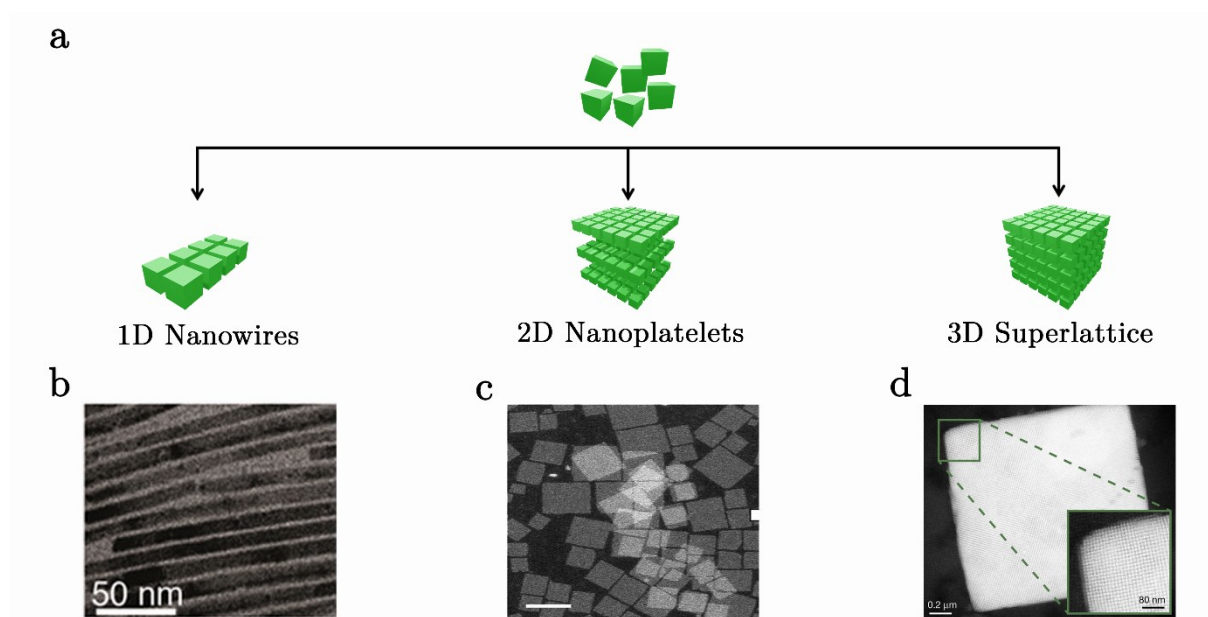 a
1D Nanowires
2D Nanoplatelets
3D Superlattice
b
c
d
50 nm
0.2 µm
80 nm